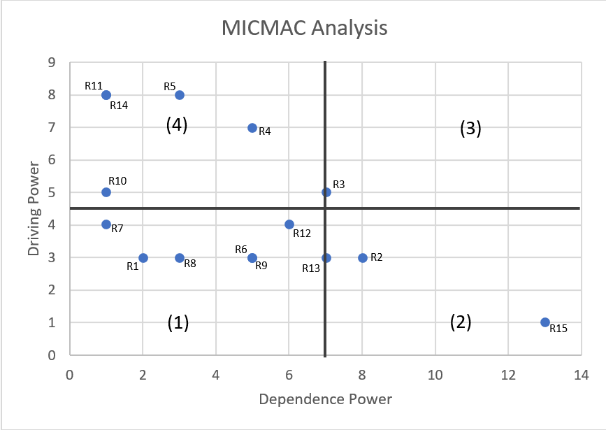 MICMAC Analysis
9
8
7
6
5
4
3
2
1
0
Driving Power
R11
R14
R5
(4)
R4
(3)
R10
R3
R7
R12
R1
R8
R6
R9
R13
R2
(1)
(2)
R15
0 2 4 6 8 10 12 14
Dependence Power